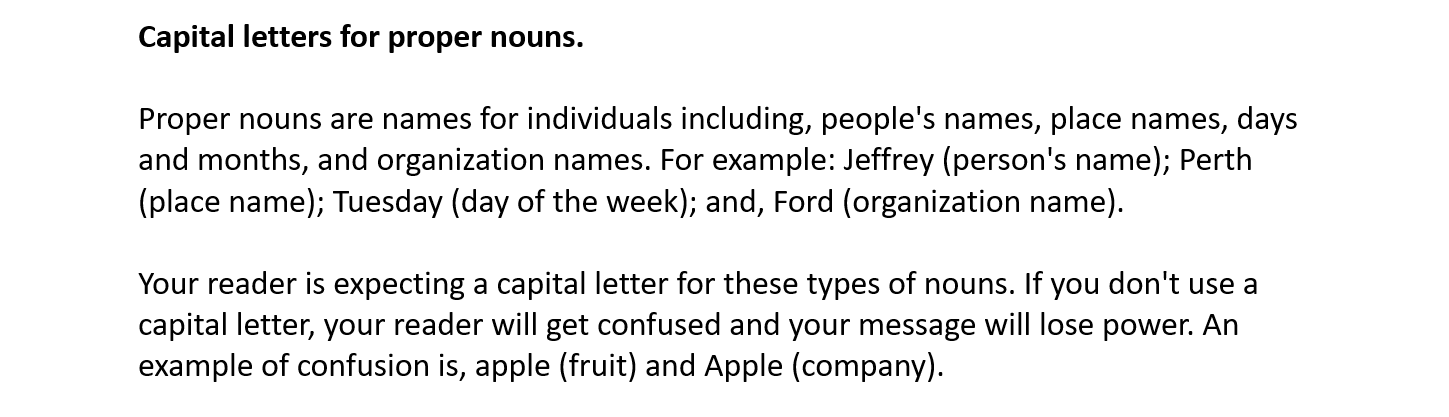 Capital letters for proper nouns.
Proper nouns are names for individuals including, people's names, place names, days
and months, and organization names. For example: Jeffrey (person's name); Perth
(place name); Tuesday (day of the week); and, Ford (organization name).
Your reader is expecting a capital letter for these types of nouns. If you don't use a
capital letter, your reader will get confused and your message will lose power. An
example of confusion is, apple (fruit) and Apple (company).